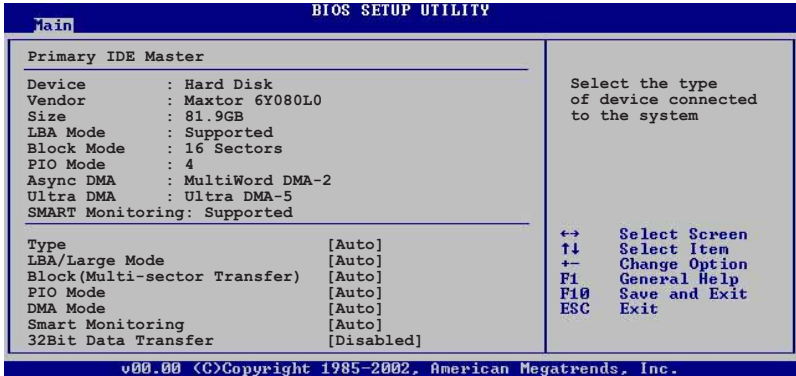 BIOS SETUP UTILITY
Main
Primary IDE Master
Device : Hard Disk
Vendor : Maxtor 6Y080L0
Size : 81.9GB
LBA Mode : Supported
Block Mode : 16 Sectors
PIO Mode : 4
Async DMA : MultiWord DMA-2
Ultra DMA : Ultra DMA-5
SMART Monitoring: Supported
Type [Auto]
LBA/Large Mode [Auto]
Block(Multi-sector Transfer) [Auto]
PIO Mode [Auto]
DMA Mode [Auto]
Smart Monitoring [Auto]
32Bit Data Transfer [Disabled]
Select the type
of device connected
to the system
←→ Select Screen
↑↓ Select Item
+- Change Option
F1 General Help
F10 Save and Exit
ESC Exit
v00.00 (C)Copyright 1985-2002, American Megatrends, Inc.